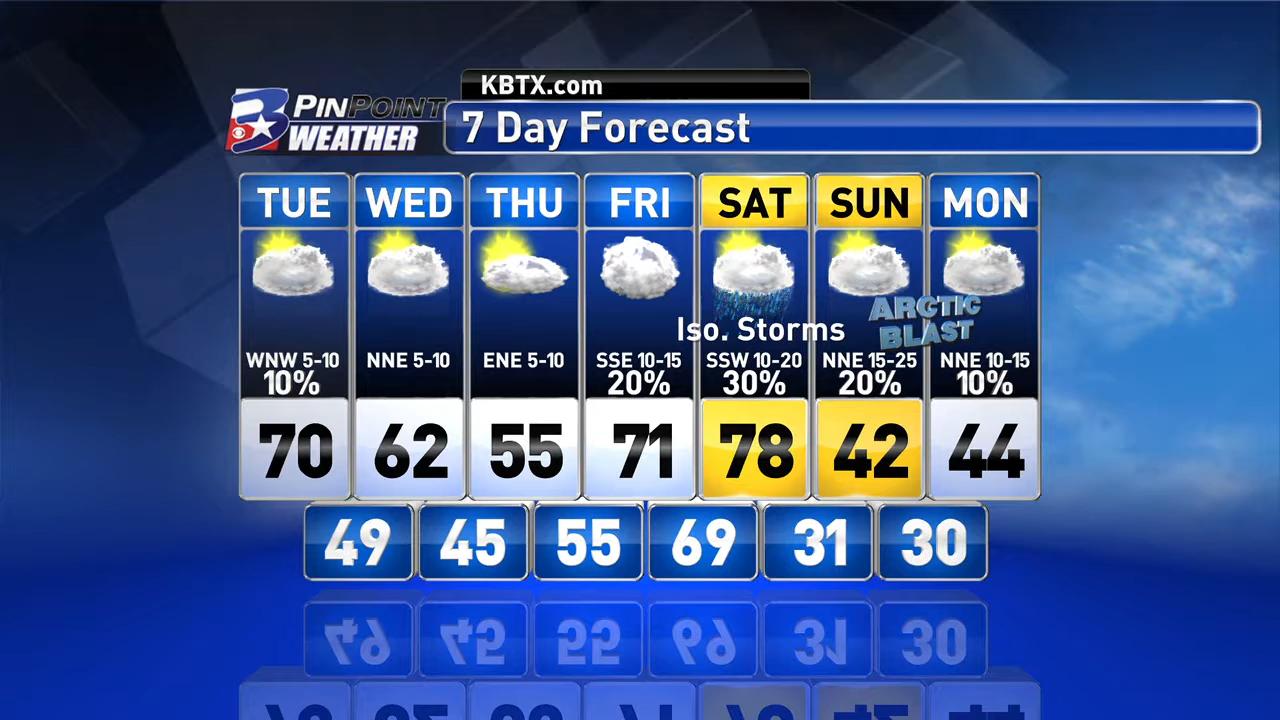 KBTX.com
3 PINPOINT
WEATHER
7 Day Forecast
TUE WED THU FRI SAT SUN MON
ARCTIC
BLAST
Iso. Storms
WNW 5-10 NNE 5-10 ENE 5-10 SSE 10-15 SSW 10-20 NNE 15-25 NNE 10-15
10% 20% 30% 20% 10%
70 62 55 71 78 42 44
49 45 55 69 31 30